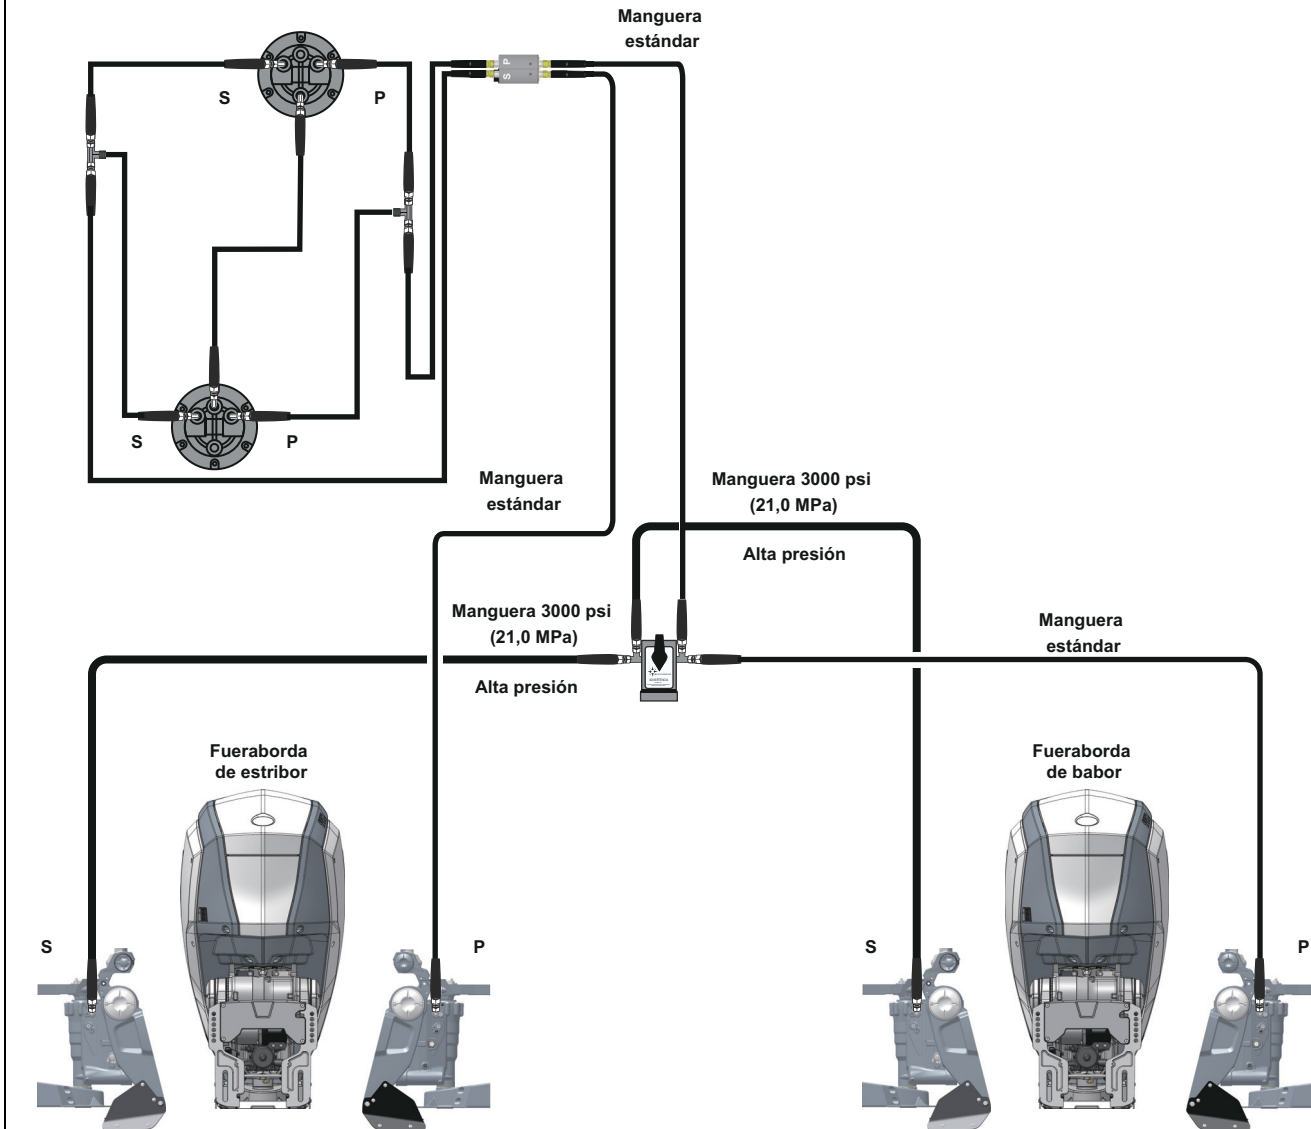 Manguera
estándar
S
P
S P
S
P
Manguera
estándar
Manguera 3000 psi
(21,0 MPa)
Alta presión
Manguera 3000 psi
(21,0 MPa)
Alta presión
Manguera
estándar
Fueraborda
de estribor
Fueraborda
de babor
S
P
S
P